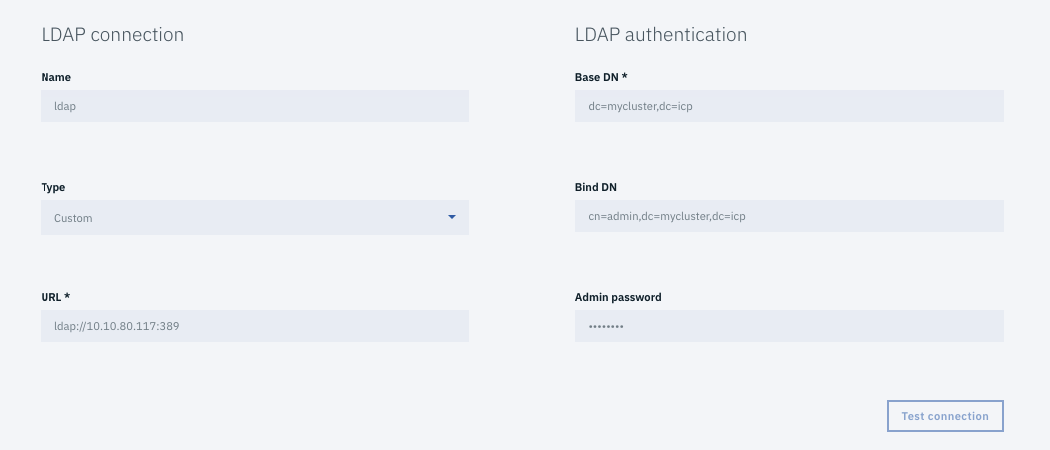 LDAP connection
Name
ldap
Type
Custom
URL *
ldap://10.10.80.117:389
LDAP authentication
Base DN *
dc=mycluster,dc=icp
Bind DN
cn=admin,dc=mycluster,dc=icp
Admin password
••••••••
Test connection